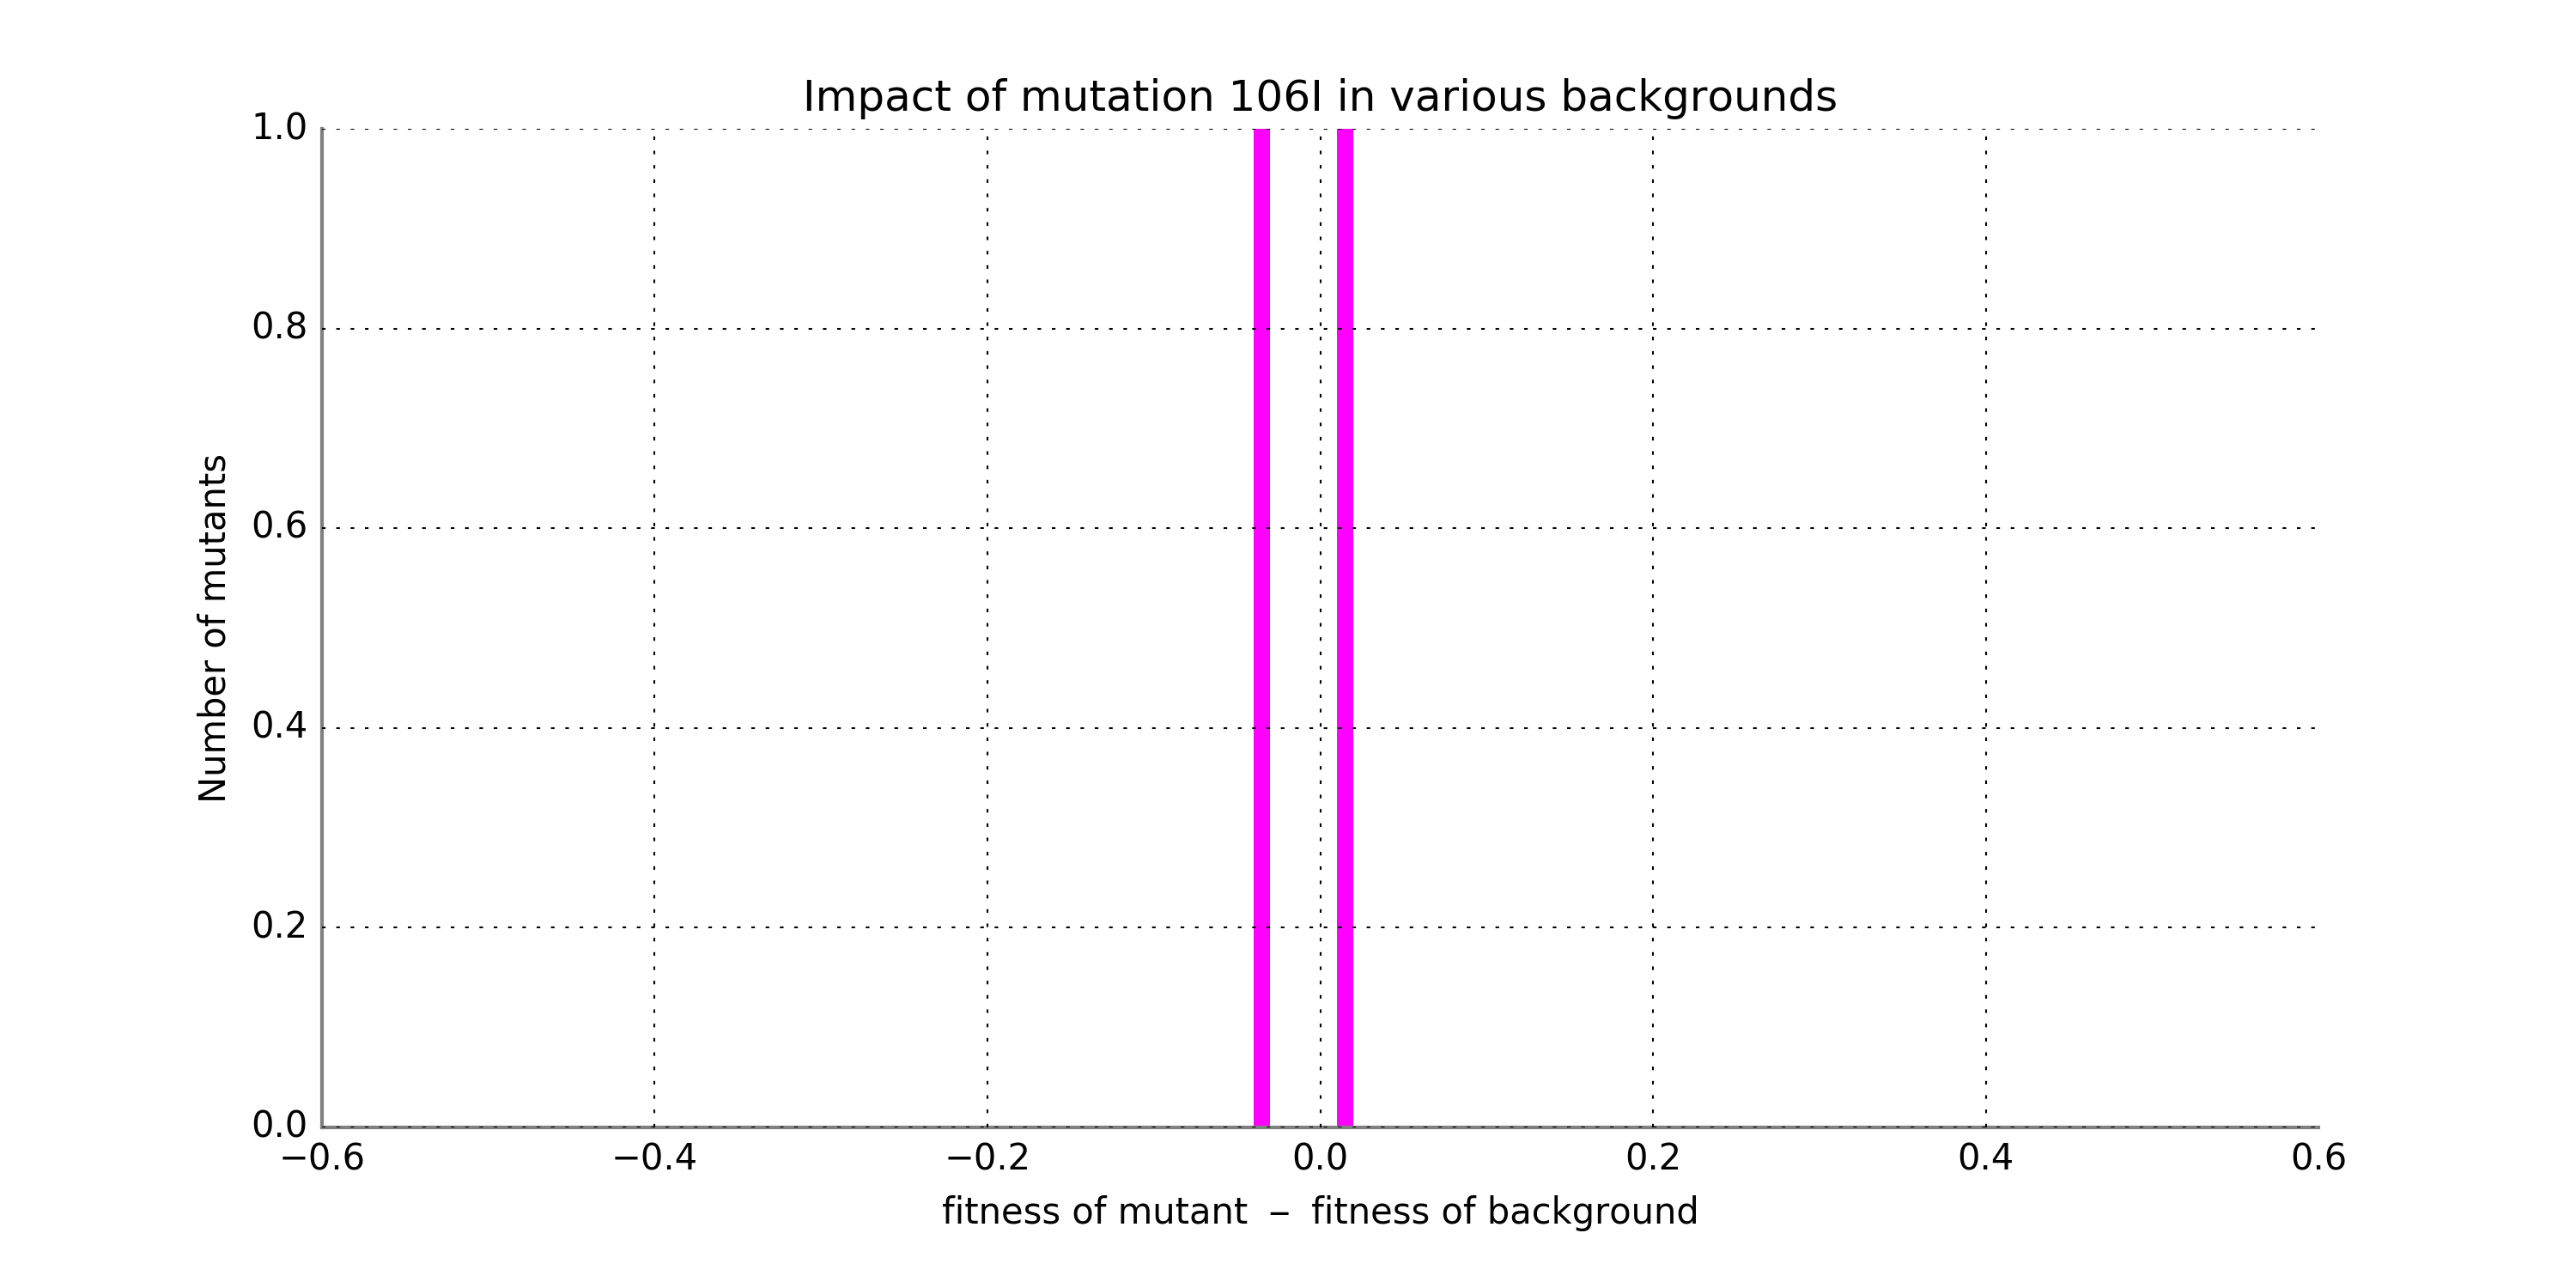 Impact of mutation 106I in various backgrounds
1.0
0.8
0.6
0.4
0.2
0.0
Number of mutants
−0.6 −0.4 −0.2 0.0 0.2 0.4 0.6
fitness of mutant − fitness of background